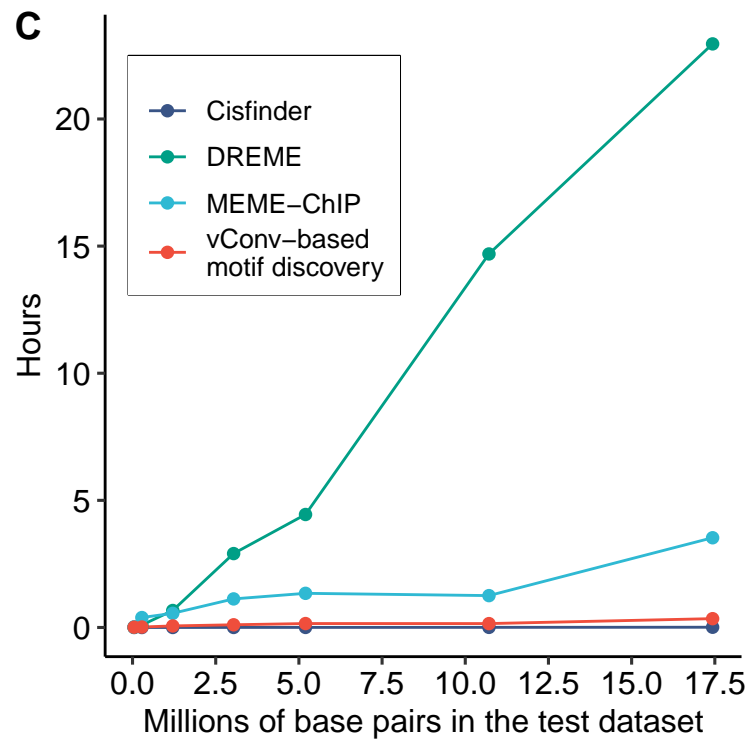 C
Cisfinder
DREME
MEME−ChIP
vConv−based
motif discovery
Hours
20
15
10
5
0
0.0 2.5 5.0 7.5 10.0 12.5 15.0 17.5
Millions of base pairs in the test dataset